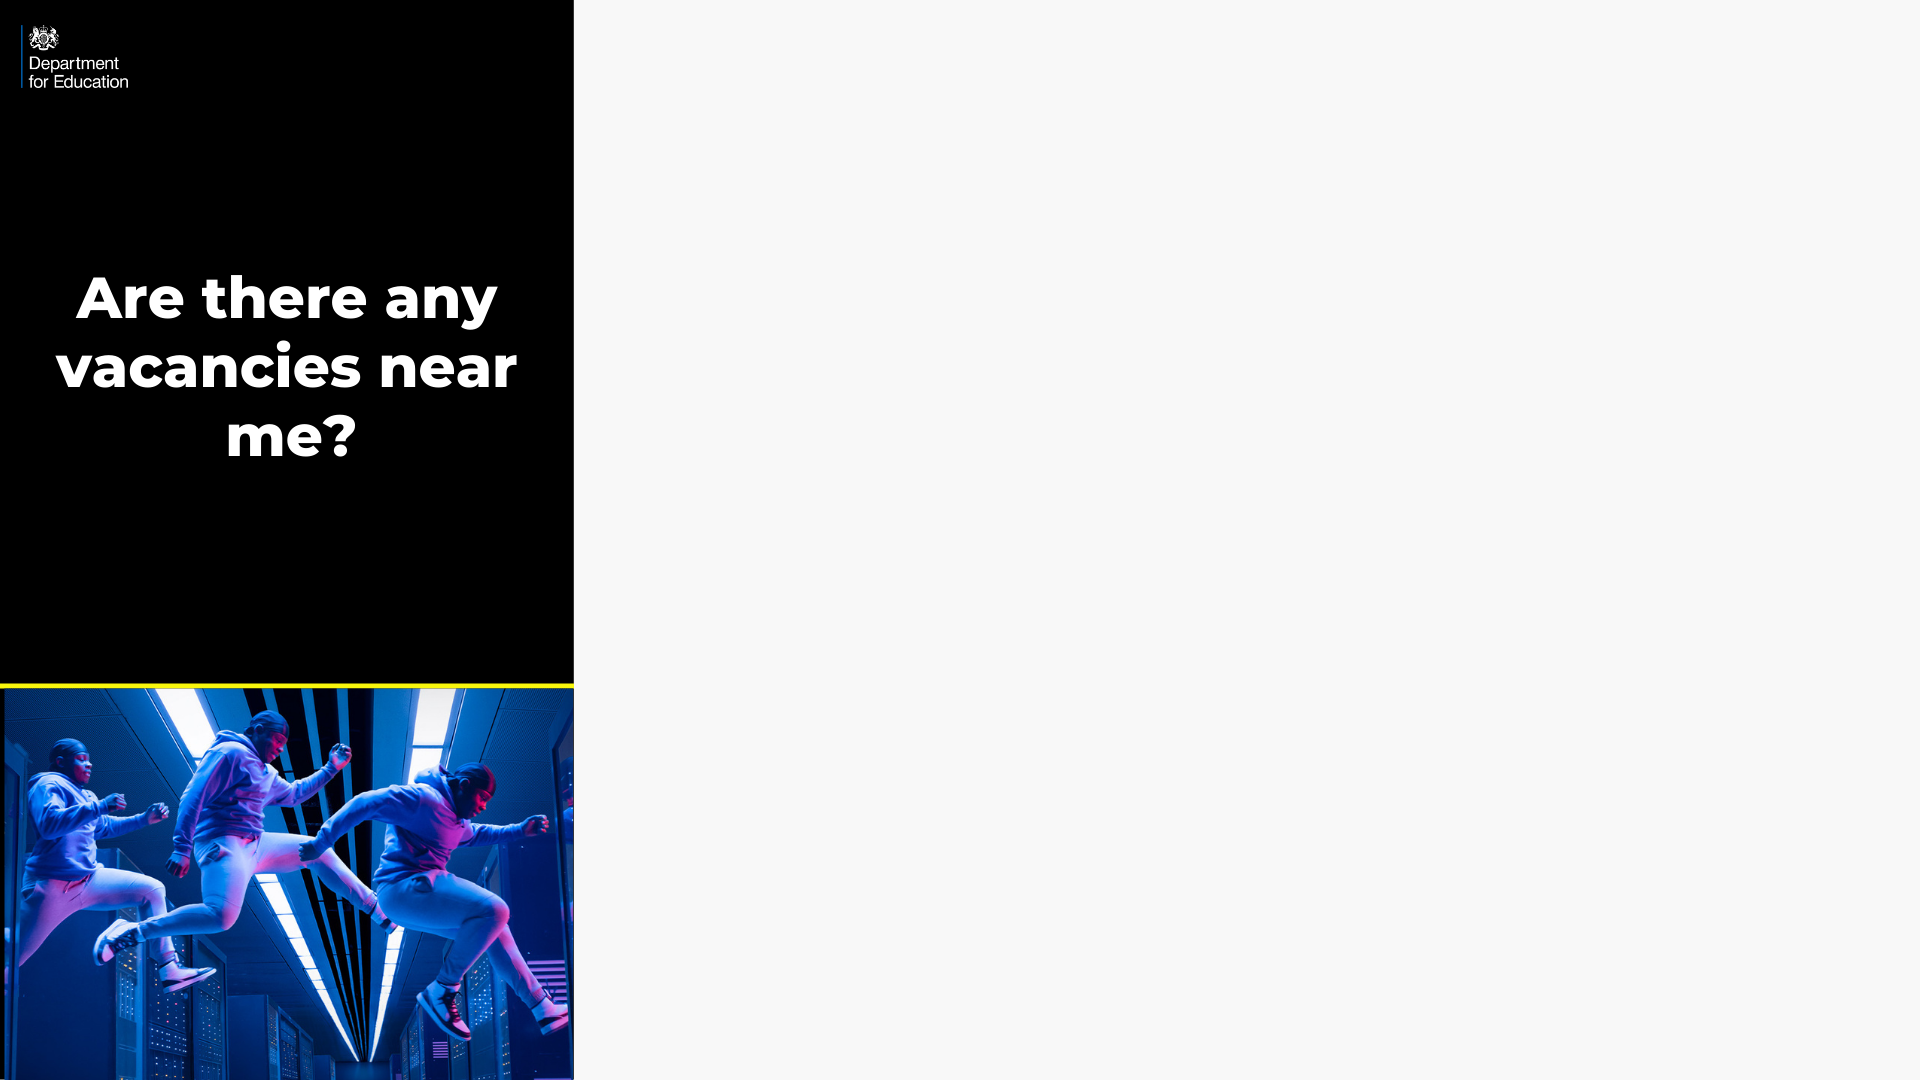 Department
for Education
Are there any
vacancies near
me?